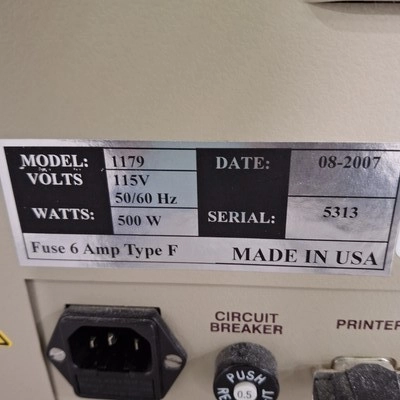 MODEL: 1179 DATE: 08-2007
VOLTS 115V
50/60 Hz
WATTS: 500 W SERIAL: 5313
Fuse 6 Amp Type F MADE IN USA
CIRCUIT
BREAKER
PRINTER
PUSH
0.5